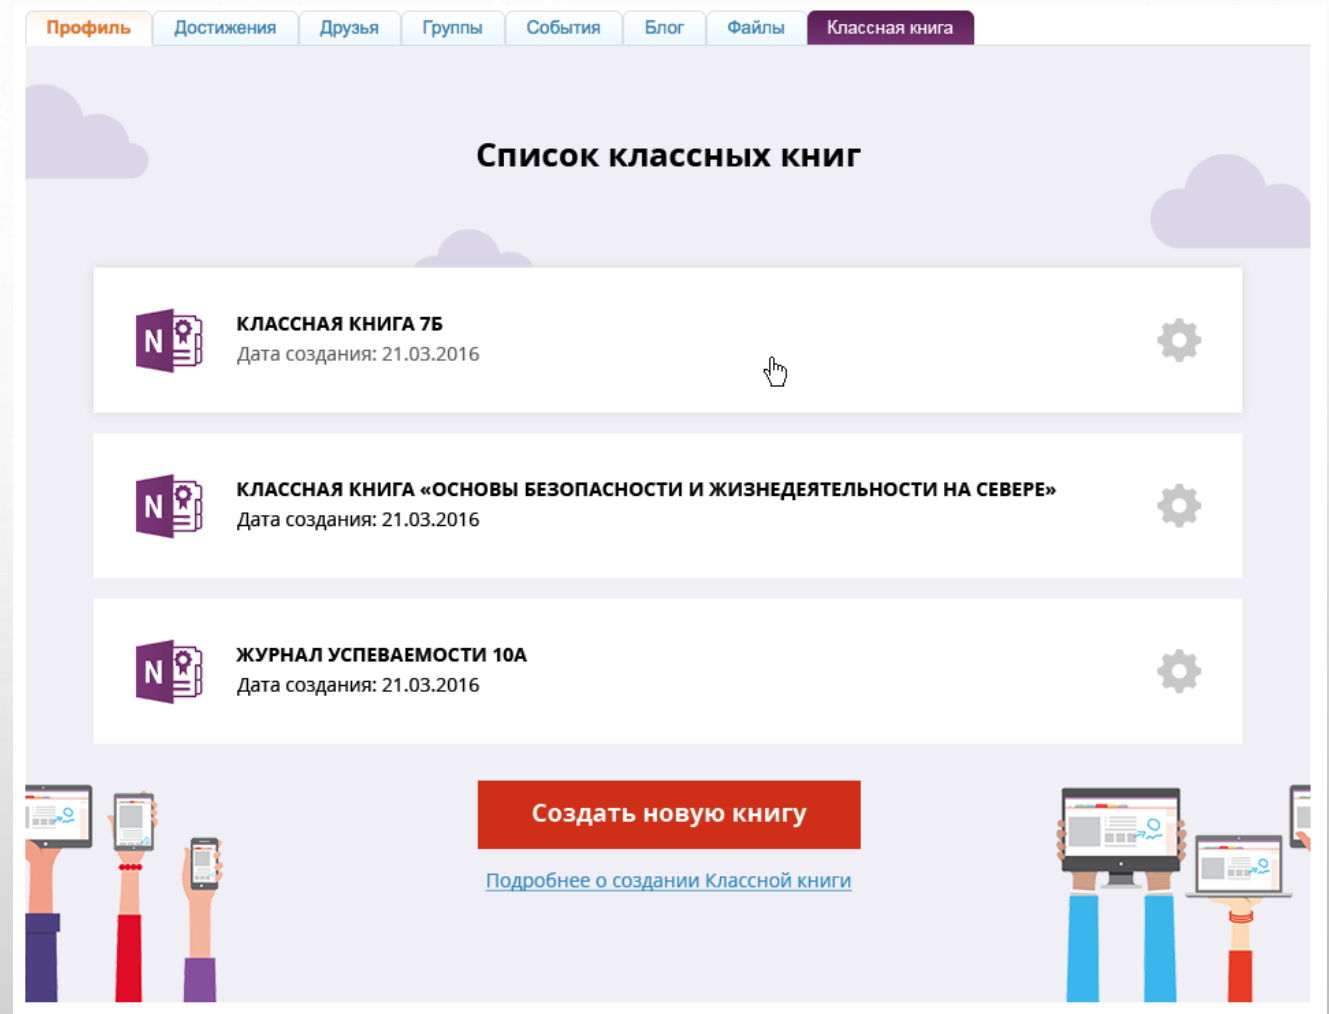 Профиль Достижения Друзья Группы События Блог Файлы Классная книга
Список классных книг
N
КЛАССНАЯ КНИГА 7Б
Дата создания: 21.03.2016
N
КЛАССНАЯ КНИГА «ОСНОВЫ БЕЗОПАСНОСТИ И ЖИЗНЕДЕЯТЕЛЬНОСТИ НА СЕВЕРЕ»
Дата создания: 21.03.2016
N
ЖУРНАЛ УСПЕВАЕМОСТИ 10А
Дата создания: 21.03.2016
Создать новую книгу
Подробнее о создании Классной книги